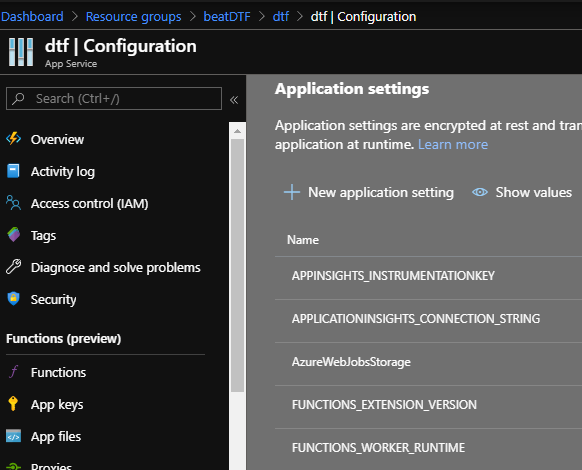 Dashboard > Resource groups > beatDTF > dtf > dtf | Configuration
dtf | Configuration
App Service
Search (Ctrl+/)
«
Overview
Activity log
Access control (IAM)
Tags
Diagnose and solve problems
Security
Functions (preview)
Functions
App keys
App files
Proxies
Application settings
Application settings are encrypted at rest and tran
application at runtime. Learn more
New application setting
Show values
Name
APPINSIGHTS_INSTRUMENTATIONKEY
APPLICATIONINSIGHTS_CONNECTION_STRING
AzureWebJobsStorage
FUNCTIONS_EXTENSION_VERSION
FUNCTIONS_WORKER_RUNTIME